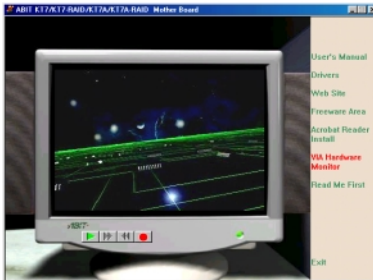 ABIT KT7/KT7-RAID/KT7A/KT7A-RAID Mother Board
User's Manual
Drivers
Web Site
Freeware Area
Acrobat Reader
Install
VIA Hardware
Monitor
Read Me First
ABIT
Exit